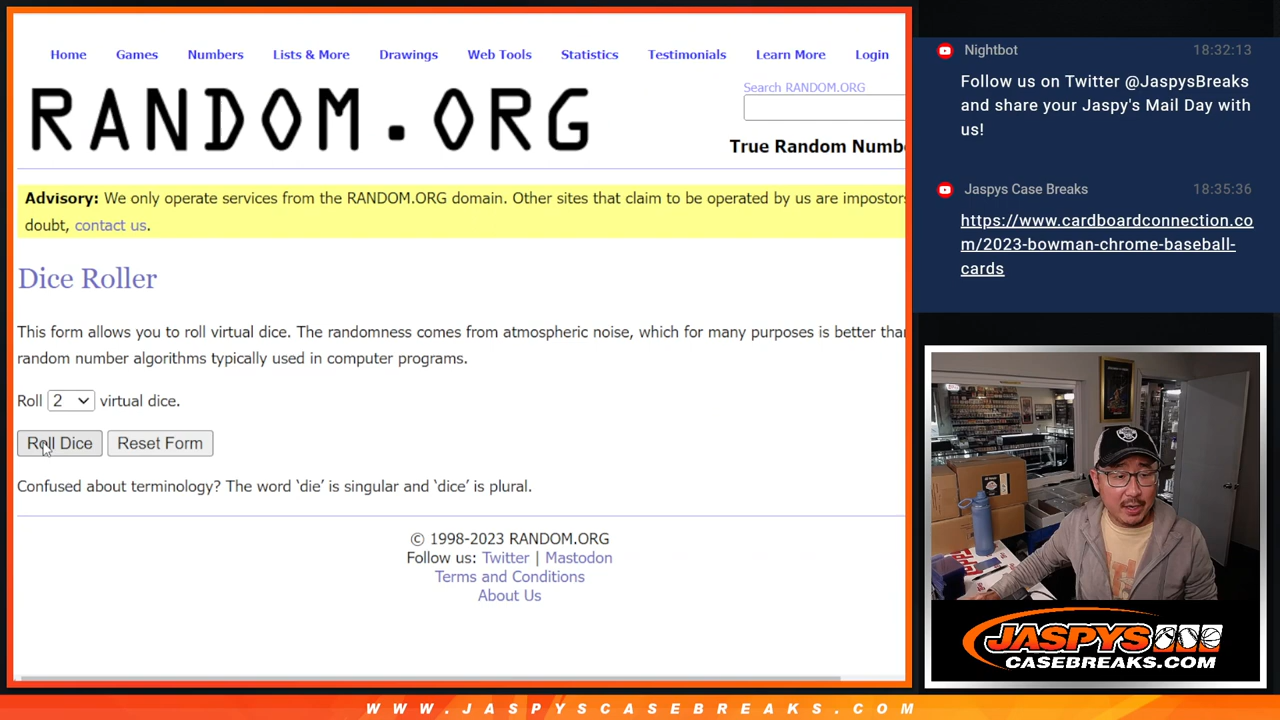 Home Games Numbers Lists & More Drawings Web Tools Statistics Testimonials Learn More Login
RANDOM.ORG
Search RANDOM.ORG
True Random Numb
Advisory: We only operate services from the RANDOM.ORG domain. Other sites that claim to be operated by us are impostors
doubt, contact us.
Dice Roller
This form allows you to roll virtual dice. The randomness comes from atmospheric noise, which for many purposes is better than
random number algorithms typically used in computer programs.
Roll 2 virtual dice.
Roll Dice Reset Form
Confused about terminology? The word ‘die’ is singular and ‘dice’ is plural.
© 1998-2023 RANDOM.ORG
Follow us: Twitter | Mastodon
Terms and Conditions
About Us
Nightbot 18:32:13
Follow us on Twitter @JaspysBreaks
and share your Jaspy's Mail Day with
us!
Jaspys Case Breaks 18:35:36
https://www.cardboardconnection.co
m/2023-bowman-chrome-baseball-
cards
JASPYS
CASEBREAKS.COM
WWW.JASPYSCASEBREAKS.COM